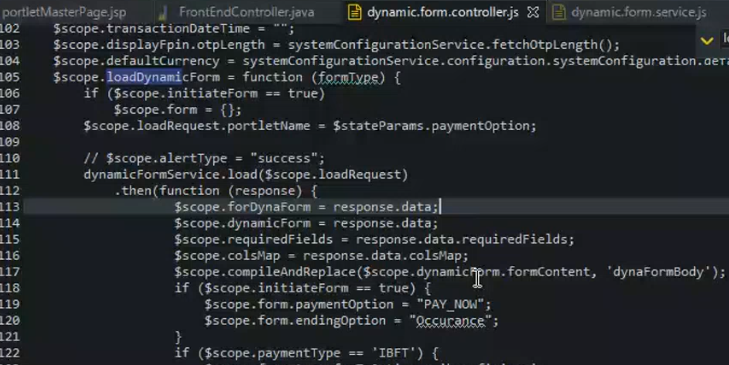 portletMasterPage.jsp FrontEndController.java dynamic.form.controller.js dynamic.form.service.js
102 $scope.transactionDateTime = "";
103 $scope.displayFpin.otpLength = systemConfigurationService.fetchOtpLength();
104 $scope.defaultCurrency = systemConfigurationService.configuration.systemConfiguration.defa
105 $scope.loadDynamicForm = function (formType) {
106 if ($scope.initiateForm == true)
107 $scope.form = {};
108 $scope.loadRequest.portletName = $stateParams.paymentOption;
109
110 // $scope.alertType = "success";
111 dynamicFormService.load($scope.loadRequest)
112 .then(function (response) {
113 $scope.forDynaForm = response.data;
114 $scope.dynamicForm = response.data;
115 $scope.requiredFields = response.data.requiredFields;
116 $scope.colsMap = response.data.colsMap;
117 $scope.compileAndReplace($scope.dynamicForm.formContent, 'dynaFormBody');
118 if ($scope.initiateForm == true) {
119 $scope.form.paymentOption = "PAY_NOW";
120 $scope.form.endingOption = "Occurance";
121 }
122 if ($scope.paymentType == 'IBFT') {